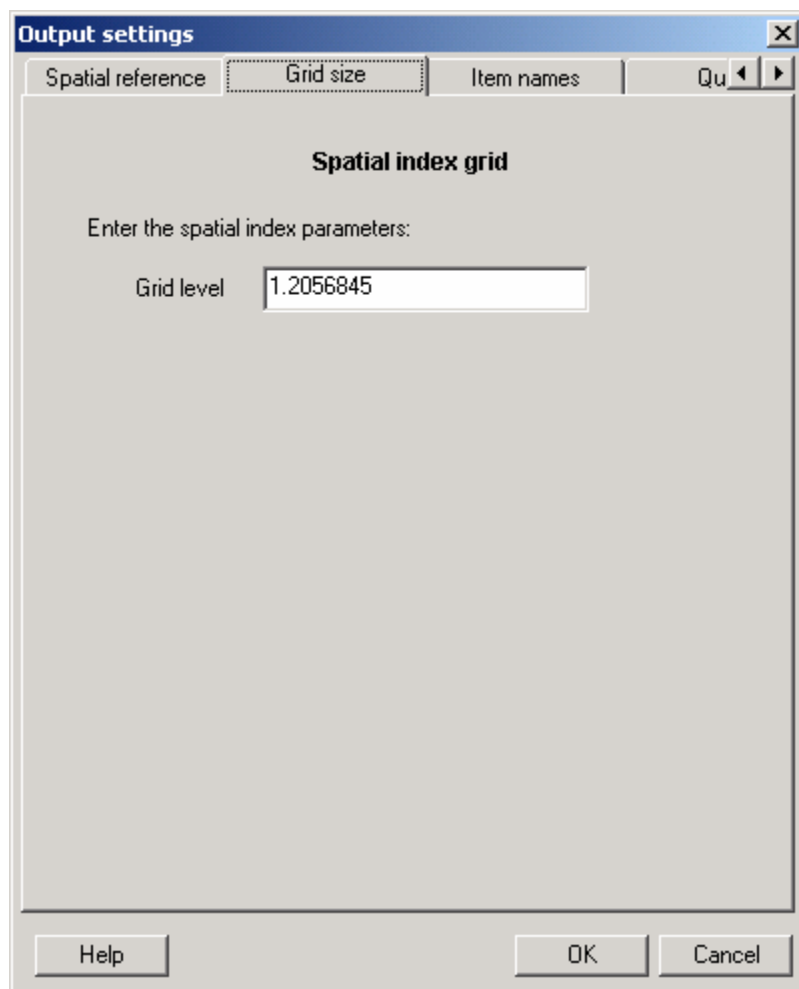 Output settings
Spatial reference Grid size Item names Qu
Spatial index grid
Enter the spatial index parameters:
Grid level 1.2056845
Help OK Cancel